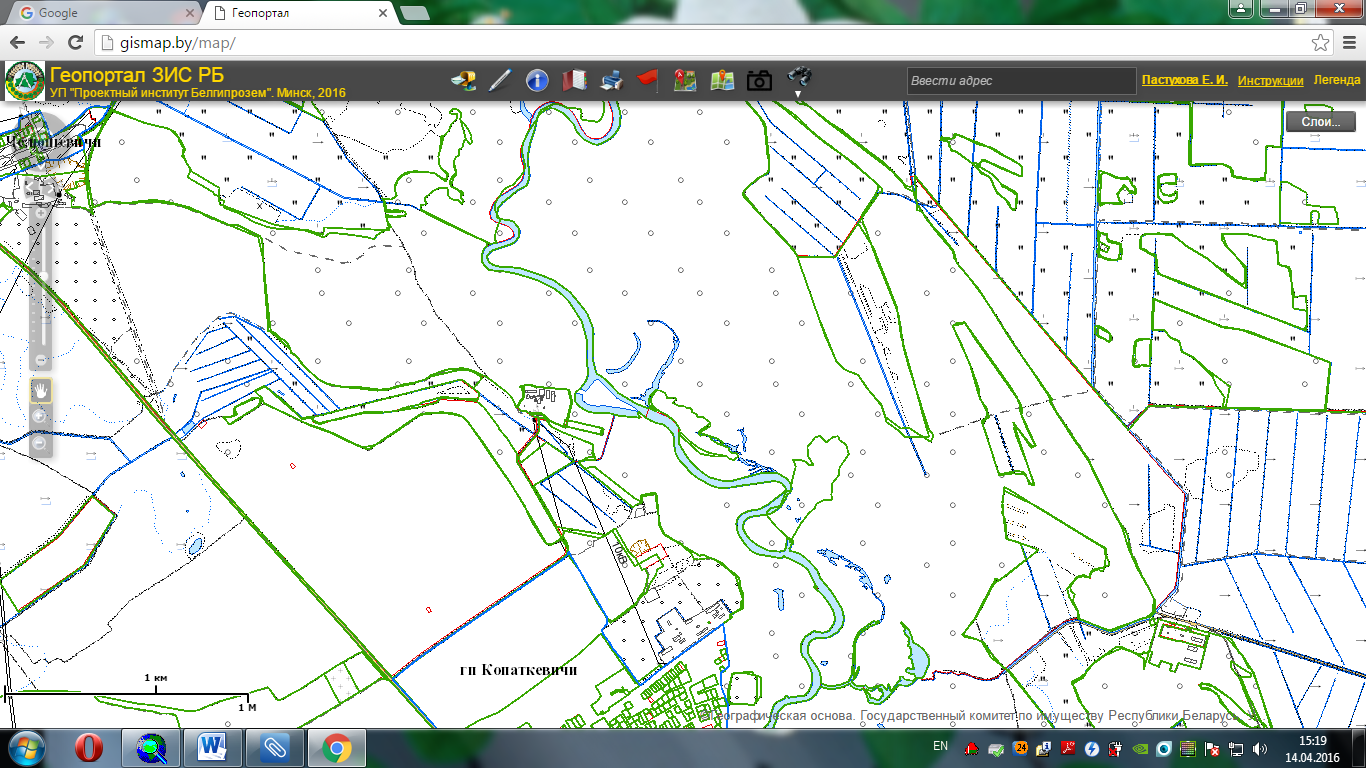 Google
Геопортал
gismap.by/map/
Геопортал ЗИС РБ
УП "Проектный институт Белгипрозем". Минск, 2016
Ввести адрес
Пастухова Е. И.
Инструкции
Легенда
Слои...
10кВ
гп Копаткевичи
1 км
1 М
©Географическая основа. Государственный комитет по имуществу Республики Беларусь
EN
24
15:19
14.04.2016